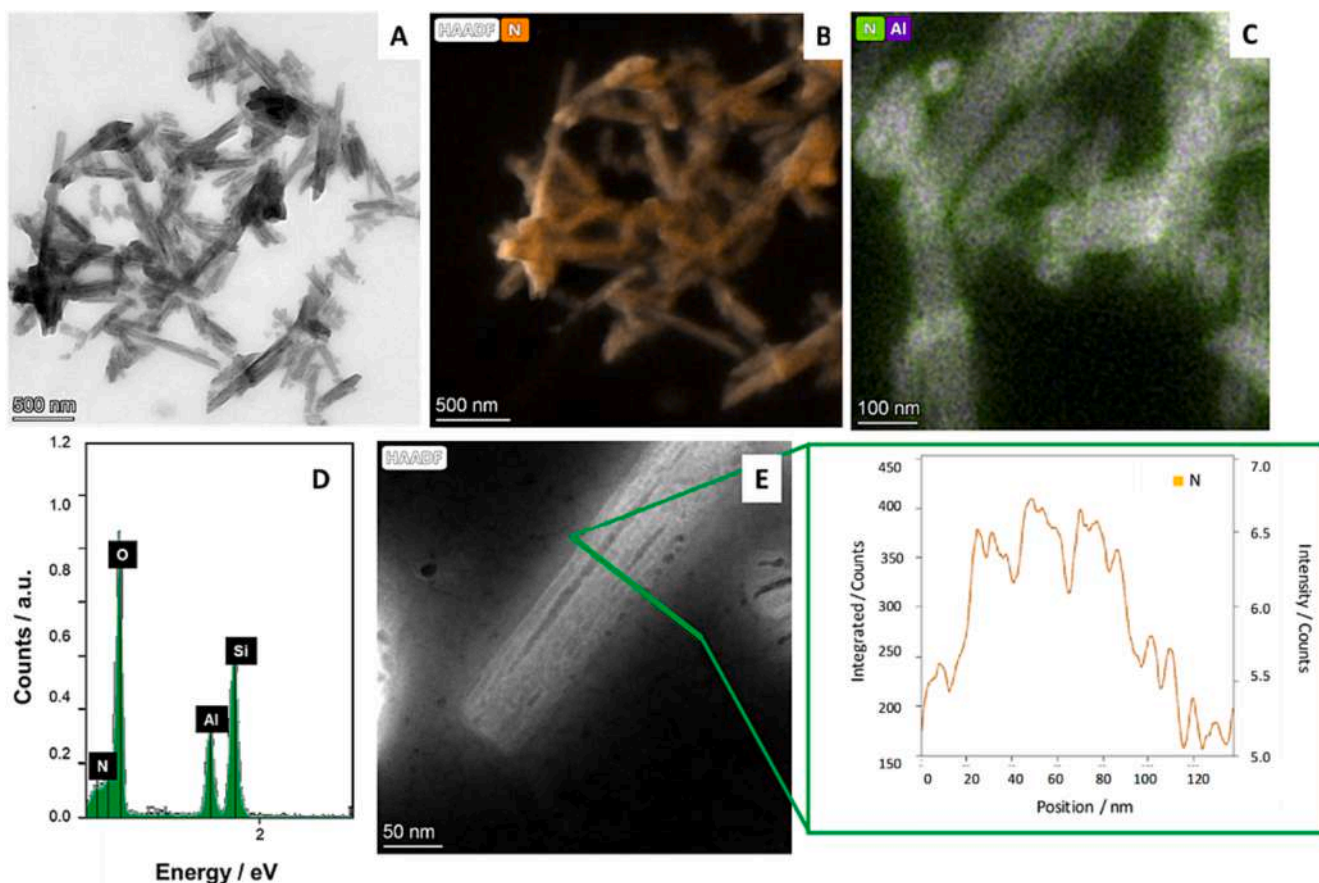 A
500 nm
HAADF N
B
500 nm
N Al
C
100 nm
D
1.2
1.0
0.8
0.6
0.4
0.2
0.0
Counts / a.u.
N
O
Al
Si
2
Energy / eV
HAADF
E
50 nm
N
450
400
350
300
250
200
150
Integrated / Counts
7.0
6.5
6.0
5.5
5.0
Intensity / Counts
0 20 40 60 80 100 120
Position / nm